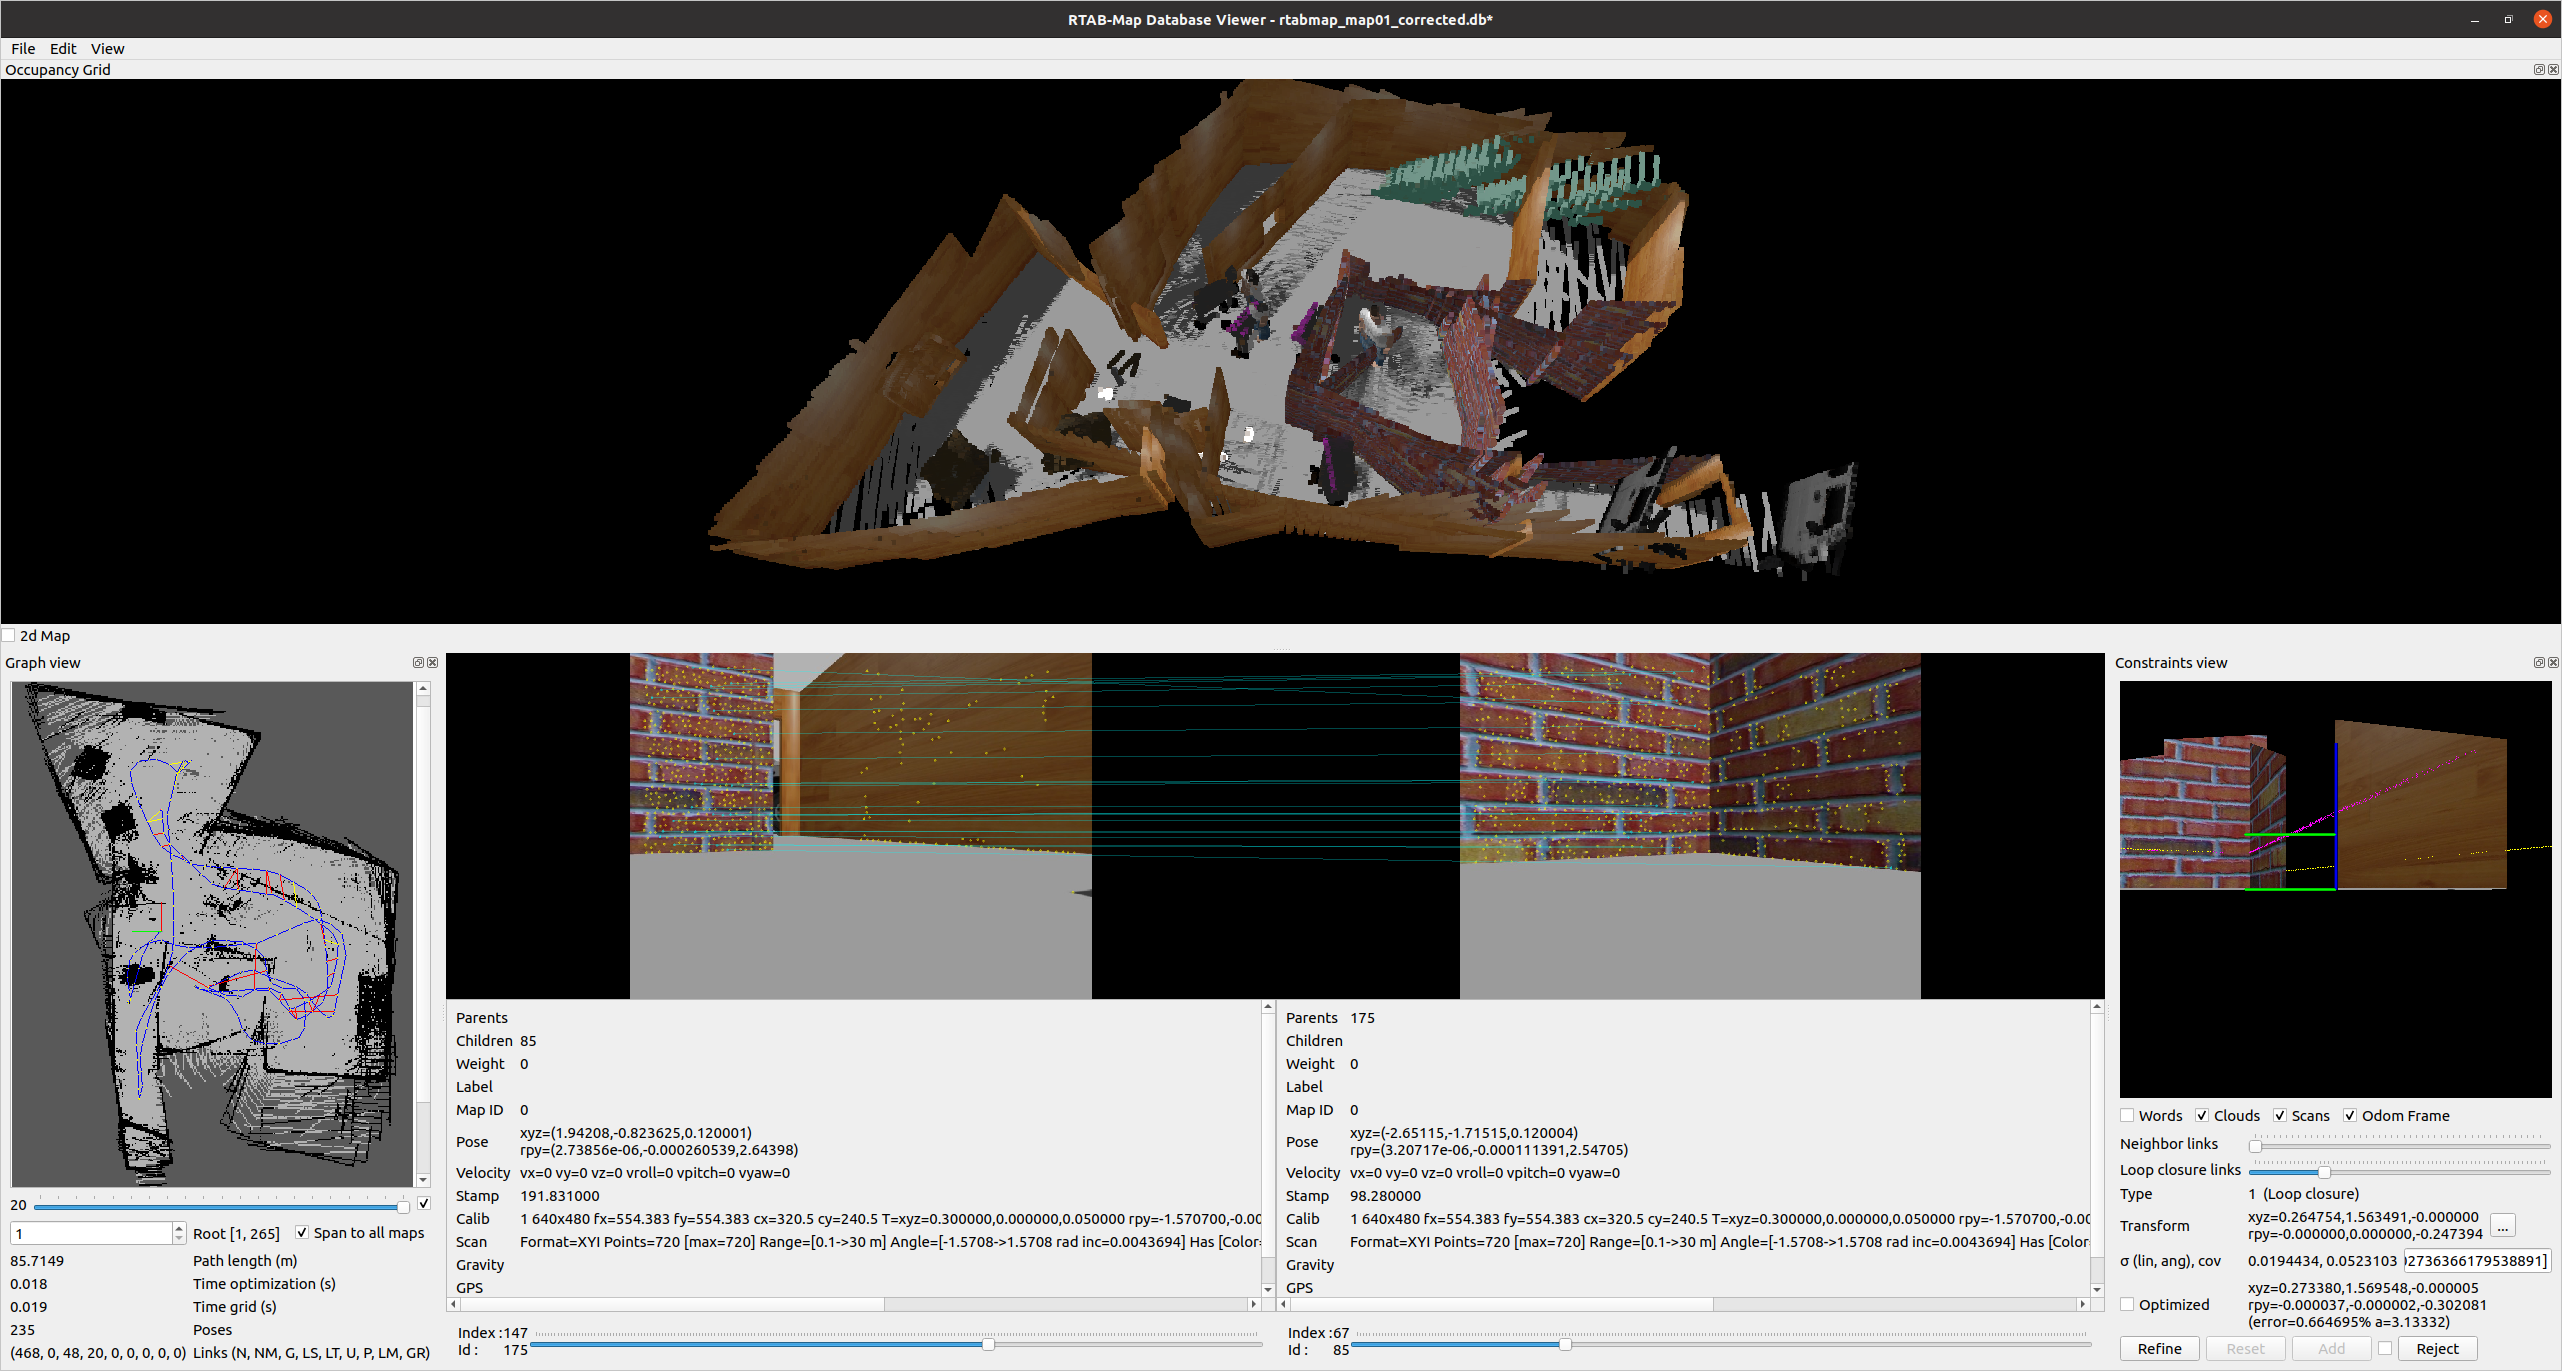 RTAB-Map Database Viewer - rtabmap_map01_corrected.db*
File Edit View
Occupancy Grid
2d Map
Graph view
20
1 Root [1, 265] Span to all maps
85.7149 Path length (m)
0.018 Time optimization (s)
0.019 Time grid (s)
235 Poses
(468, 0, 48, 20, 0, 0, 0, 0, 0) Links (N, NM, G, LS, LT, U, P, LM, GR)
Parents
Children 85
Weight 0
Label
Map ID 0
Pose xyz=(1.94208,-0.823625,0.120001)
rpy=(2.73856e-06,-0.000260539,2.64398)
Velocity vx=0 vy=0 vz=0 vroll=0 vpitch=0 vyaw=0
Stamp 191.831000
Calib 1 640x480 fx=554.383 fy=554.383 cx=320.5 cy=240.5 T=xyz=0.300000,0.000000,0.050000 rpy=-1.570700,-0.00
Scan Format=XYI Points=720 [max=720] Range=[0.1->30 m] Angle=[-1.5708->1.5708 rad inc=0.0043694] Has [Color=
Gravity
GPS
Index :147
Id : 175
Parents 175
Children
Weight 0
Label
Map ID 0
Pose xyz=(-2.65115,-1.71515,0.120004)
rpy=(3.20717e-06,-0.000111391,2.54705)
Velocity vx=0 vy=0 vz=0 vroll=0 vpitch=0 vyaw=0
Stamp 98.280000
Calib 1 640x480 fx=554.383 fy=554.383 cx=320.5 cy=240.5 T=xyz=0.300000,0.000000,0.050000 rpy=-1.570700,-0.00
Scan Format=XYI Points=720 [max=720] Range=[0.1->30 m] Angle=[-1.5708->1.5708 rad inc=0.0043694] Has [Color
Gravity
GPS
Index :67
Id : 85
Constraints view
Words Clouds Scans Odom Frame
Neighbor links
Loop closure links
Type 1 (Loop closure)
Transform xyz=0.264754,1.563491,-0.000000
rpy=-0.000000,0.000000,-0.247394
...
σ (lin, ang), cov 0.0194434, 0.0523103 02736366179538891]
Optimized xyz=0.273380,1.569548,-0.000005
rpy=-0.000037,-0.000002,-0.302081
(error=0.664695% a=3.13332)
Refine Reset Add Reject